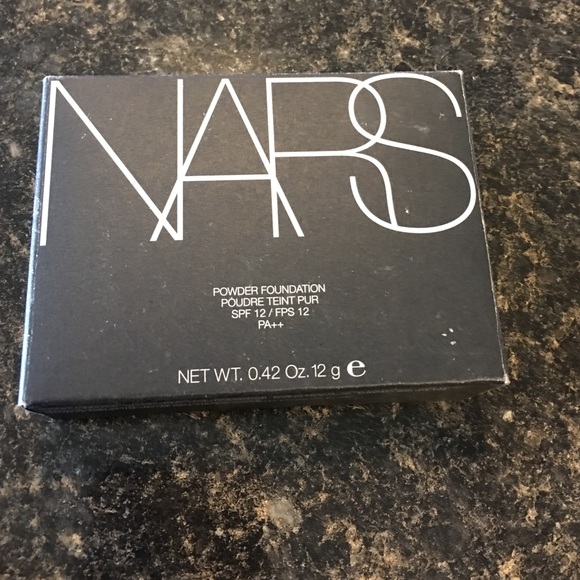 NARS
POWDER FOUNDATION
POUDRE TEINT PUR
SPF 12 / FPS 12
PA++
NET WT. 0.42 Oz. 12 g ℮